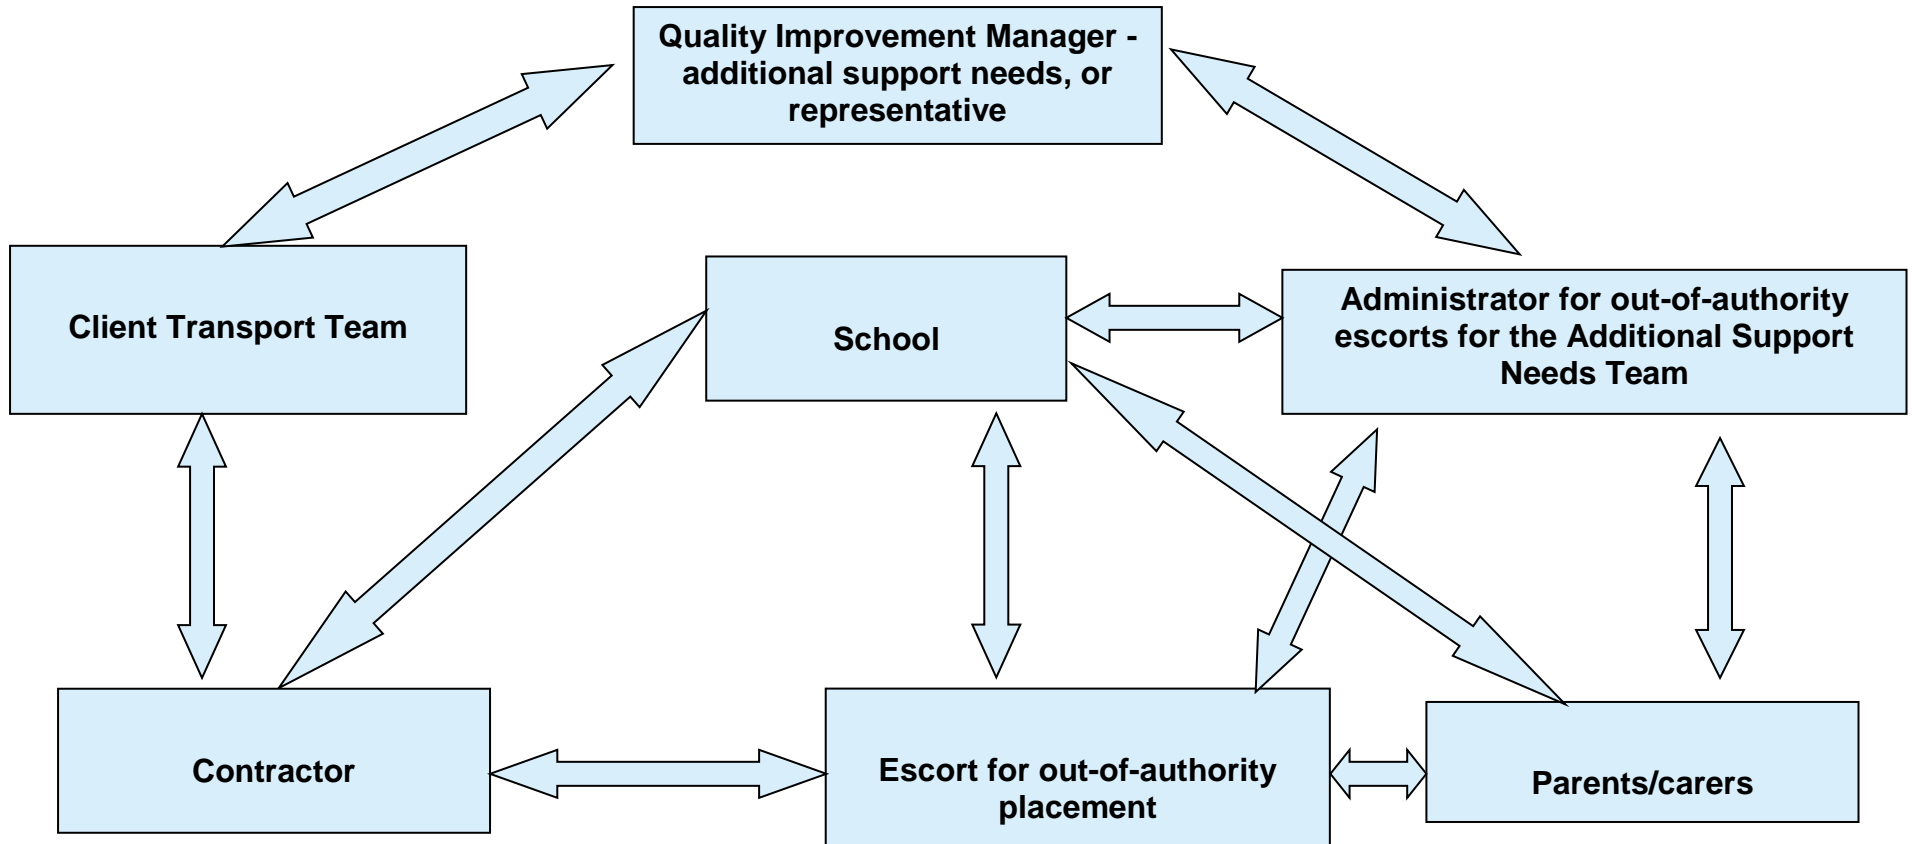 Quality Improvement Manager -
additional support needs, or
representative
Client Transport Team
School
Administrator for out-of-authority
escorts for the Additional Support
Needs Team
Contractor
Escort for out-of-authority
placement
Parents/carers